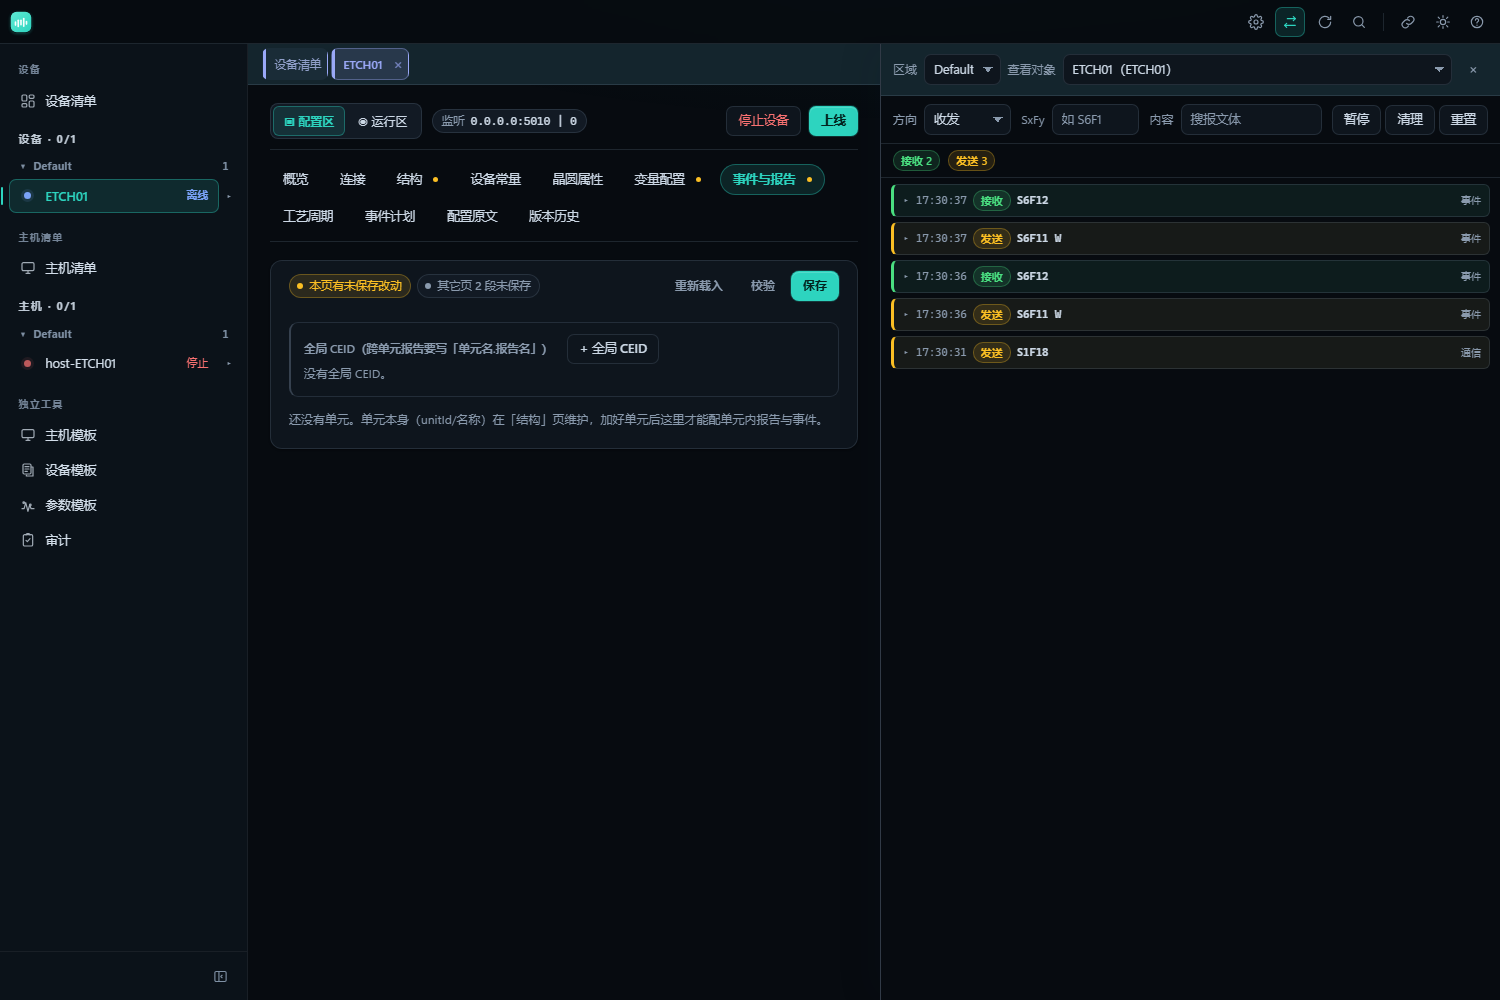 设备
设备清单
设备 · 0/1
Default 1
ETCH01 离线
主机清单
主机清单
主机 · 0/1
Default 1
host-ETCH01 停止
独立工具
主机模板
设备模板
参数模板
审计
设备清单 ETCH01 ×
配置区 运行区 监听 0.0.0.0:5010 | 0 停止设备 上线
概览 连接 结构 设备常量 晶圆属性 变量配置 事件与报告
工艺周期 事件计划 配置原文 版本历史
本页有未保存改动 其它页 2 段未保存 重新载入 校验 保存
全局 CEID（跨单元报告要写「单元名.报告名」） + 全局 CEID
没有全局 CEID。
还没有单元。单元本身（unitId/名称）在「结构」页维护，加好单元后这里才能配单元内报告与事件。
区域 Default 查看对象 ETCH01（ETCH01） ×
方向 收发 SxFy 如 S6F1 内容 搜报文体 暂停 清理 重置
接收 2 发送 3
17:30:37 接收 S6F12 事件
17:30:37 发送 S6F11 W 事件
17:30:36 接收 S6F12 事件
17:30:36 发送 S6F11 W 事件
17:30:31 发送 S1F18 通信